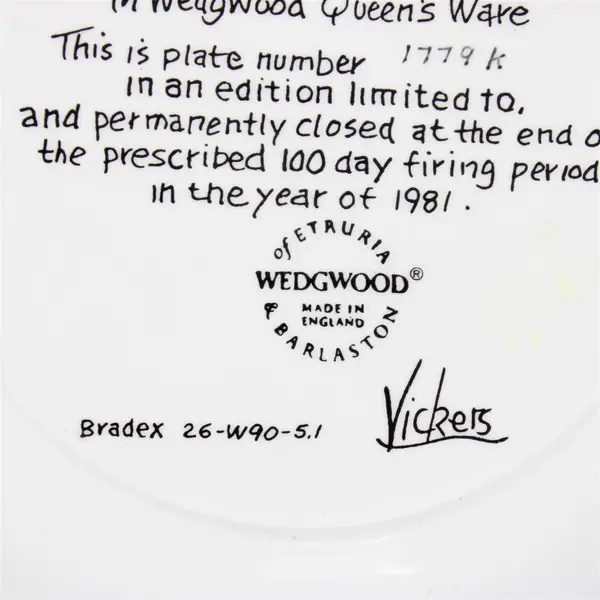 in Wedgwood Queen's Ware
This is plate number 1779 K
in an edition limited to,
and permanently closed at the end o
the prescribed 100 day firing period
in the year of 1981.
of ETRURIA
WEDGWOOD®
MADE IN
ENGLAND
& BARLASTON
Vickers
Bradex 26-W90-5.1